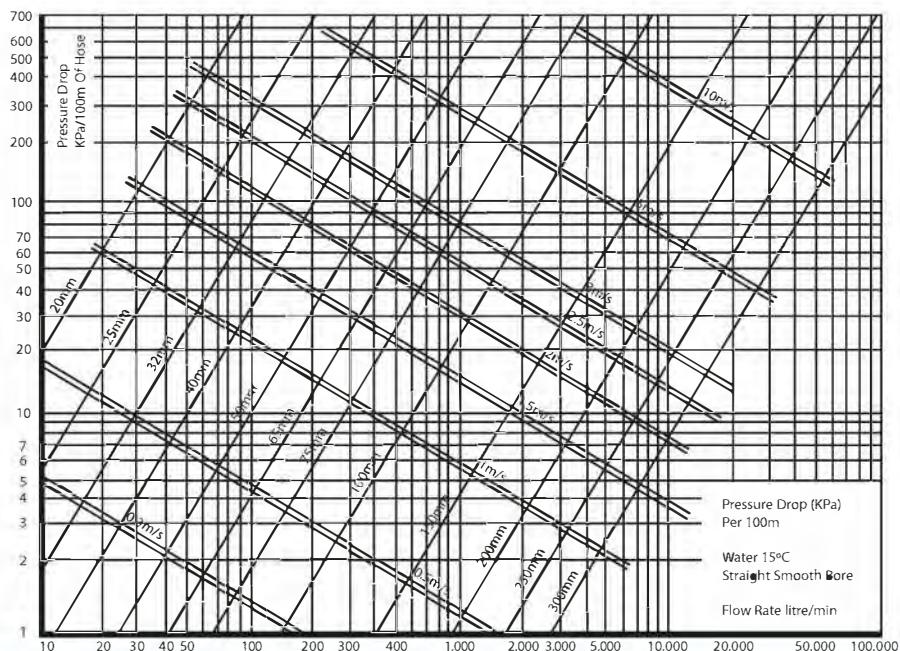 700
600
500
400
300
200
100
70
60
50
40
30
20
10
7
6
5
4
3
2
1
Pressure Drop
KPa/100m Of Hose
20mm
25mm
32mm
40mm
65mm
200mm
250mm
300mm
10m/s
2.5m/s
2m/s
1m/s
0.3m/s
0.5m/s
Pressure Drop (KPa)
Per 100m
Water 15ºC
Straight Smooth Bore
Flow Rate litre/min
10 20 30 40 50 100 200 400 1.000 2.000 3.000 5.000 10.000 20.000 50.000 100.000